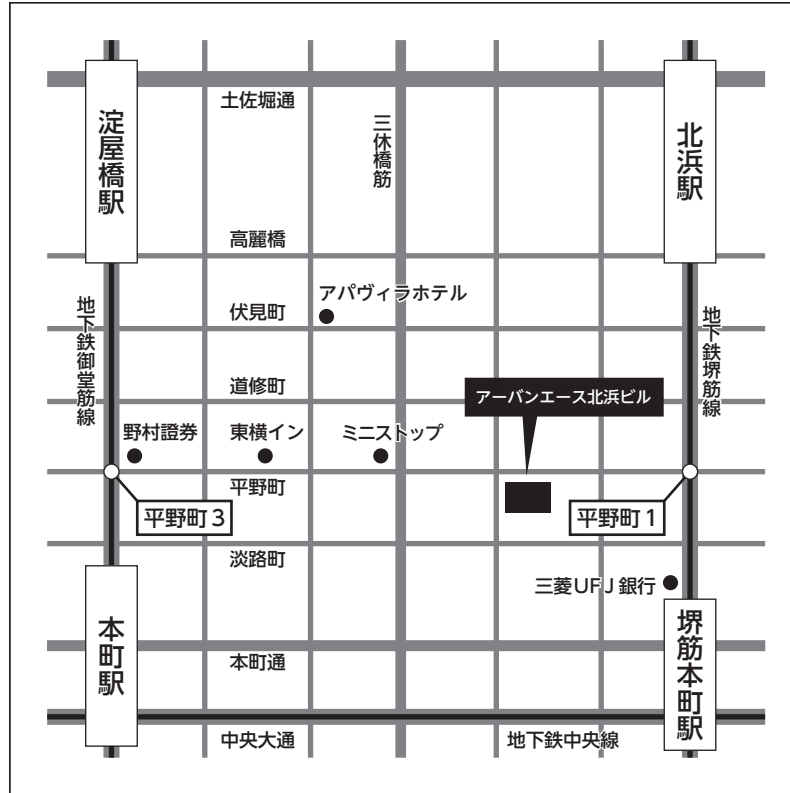 土佐堀通
淀屋橋駅
三休橋筋
北浜駅
高麗橋
アパヴィラホテル
地下鉄御堂筋線
伏見町
地下鉄堺筋線
道修町
アーバンエース北浜ビル
野村證券
東横イン
ミニストップ
平野町
平野町3
平野町1
淡路町
三菱UFJ銀行
本町駅
堺筋本町駅
本町通
中央大通
地下鉄中央線